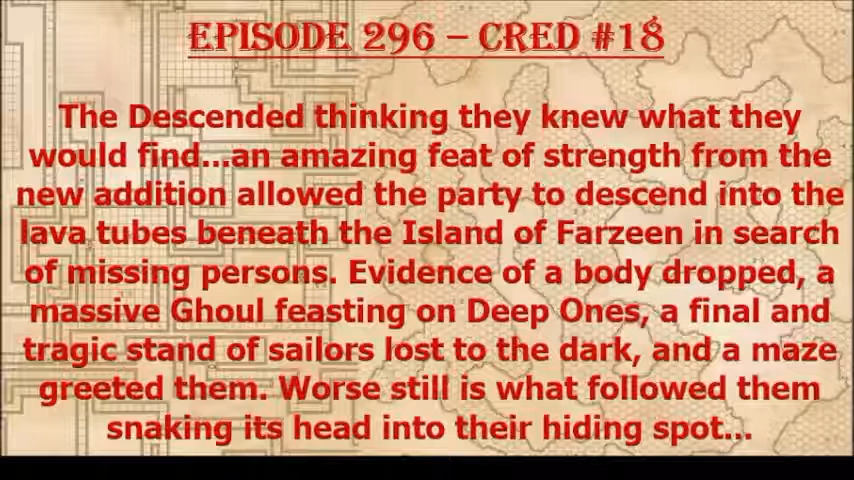 EPISODE 296 – CRED #18
The Descended thinking they knew what they
would find...an amazing feat of strength from the
new addition allowed the party to descend into the
lava tubes beneath the Island of Farzeen in search
of missing persons. Evidence of a body dropped, a
massive Ghoul feasting on Deep Ones, a final and
tragic stand of sailors lost to the dark, and a maze
greeted them. Worse still is what followed them
snaking its head into their hiding spot...